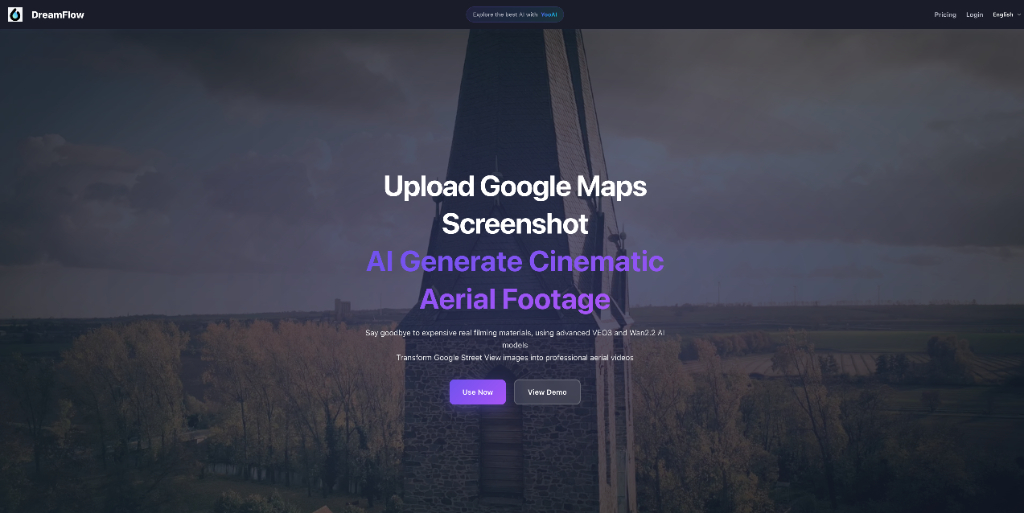 DreamFlow
Explore the best AI with YouAI
Pricing
Login
English
Upload Google Maps
Screenshot
AI Generate Cinematic
Aerial Footage
Say goodbye to expensive real filming materials, using advanced VEO3 and Wan2.2 AI
models
Transform Google Street View images into professional aerial videos
Use Now
View Demo